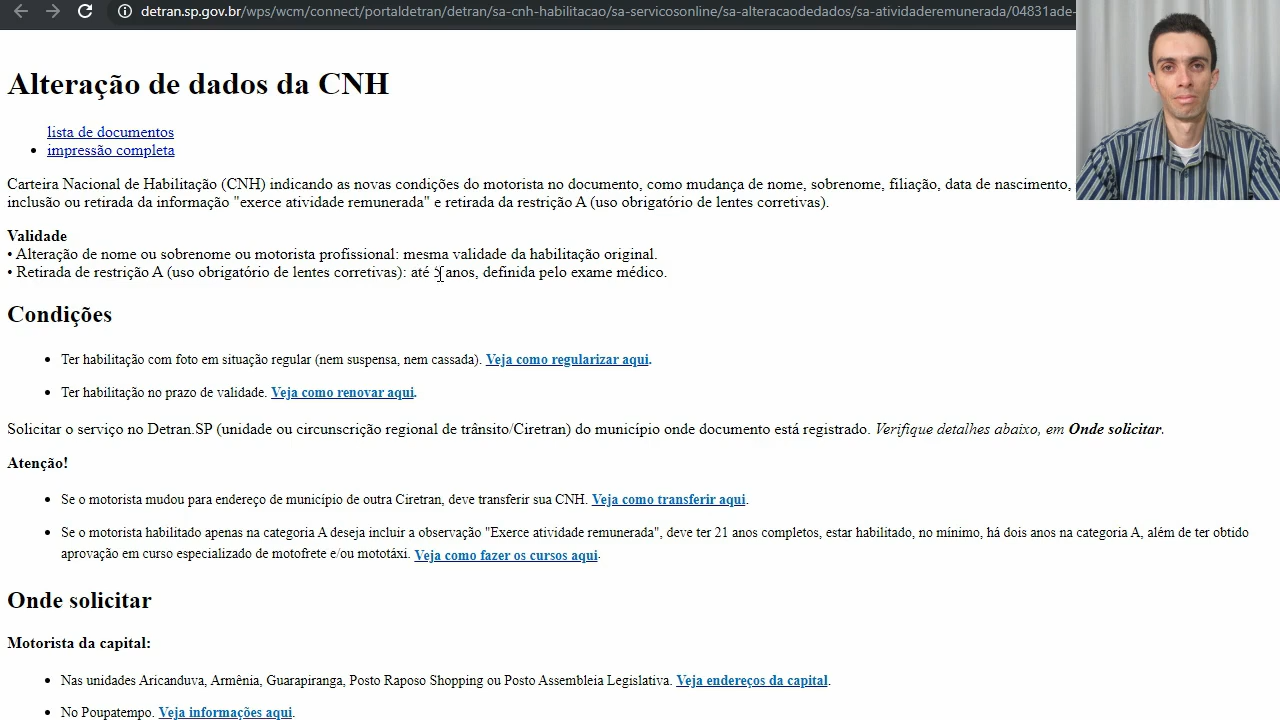 detran.sp.gov.br/wps/wcm/connect/portaldetran/detran/sa-cnh-habilitacao/sa-servicosonline/sa-alteracaodedados/sa-atividaderemunerada/04831ade-
Alteração de dados da CNH
lista de documentos
• impressão completa
Carteira Nacional de Habilitação (CNH) indicando as novas condições do motorista no documento, como mudança de nome, sobrenome, filiação, data de nascimento,
inclusão ou retirada da informação "exerce atividade remunerada" e retirada da restrição A (uso obrigatório de lentes corretivas).
Validade
• Alteração de nome ou sobrenome ou motorista profissional: mesma validade da habilitação original.
• Retirada de restrição A (uso obrigatório de lentes corretivas): até anos, definida pelo exame médico.
Condições
• Ter habilitação com foto em situação regular (nem suspensa, nem cassada). Veja como regularizar aqui.
• Ter habilitação no prazo de validade. Veja como renovar aqui.
Solicitar o serviço no Detran.SP (unidade ou circunscrição regional de trânsito/Ciretran) do município onde documento está registrado. Verifique detalhes abaixo, em Onde solicitar.
Atenção!
• Se o motorista mudou para endereço de município de outra Ciretran, deve transferir sua CNH. Veja como transferir aqui.
• Se o motorista habilitado apenas na categoria A deseja incluir a observação "Exerce atividade remunerada", deve ter 21 anos completos, estar habilitado, no mínimo, há dois anos na categoria A, além de ter obtido
aprovação em curso especializado de motofrete e/ou mototáxi. Veja como fazer os cursos aqui.
Onde solicitar
Motorista da capital:
• Nas unidades Aricanduva, Armênia, Guarapiranga, Posto Raposo Shopping ou Posto Assembleia Legislativa. Veja endereços da capital.
• No Poupatempo. Veja informações aqui.